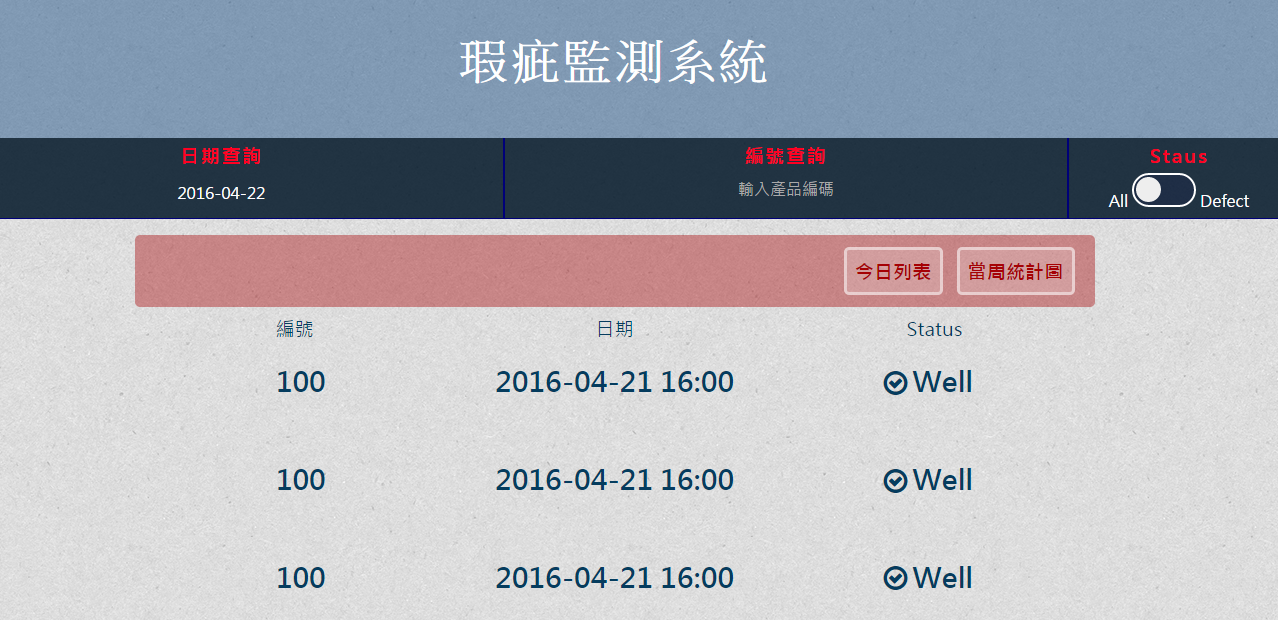 瑕疵監測系統
日期查詢 編號查詢 Staus
2016-04-22 輸入產品編碼 All Defect
今日列表 當周統計圖
編號 日期 Status
100 2016-04-21 16:00 Well
100 2016-04-21 16:00 Well
100 2016-04-21 16:00 Well